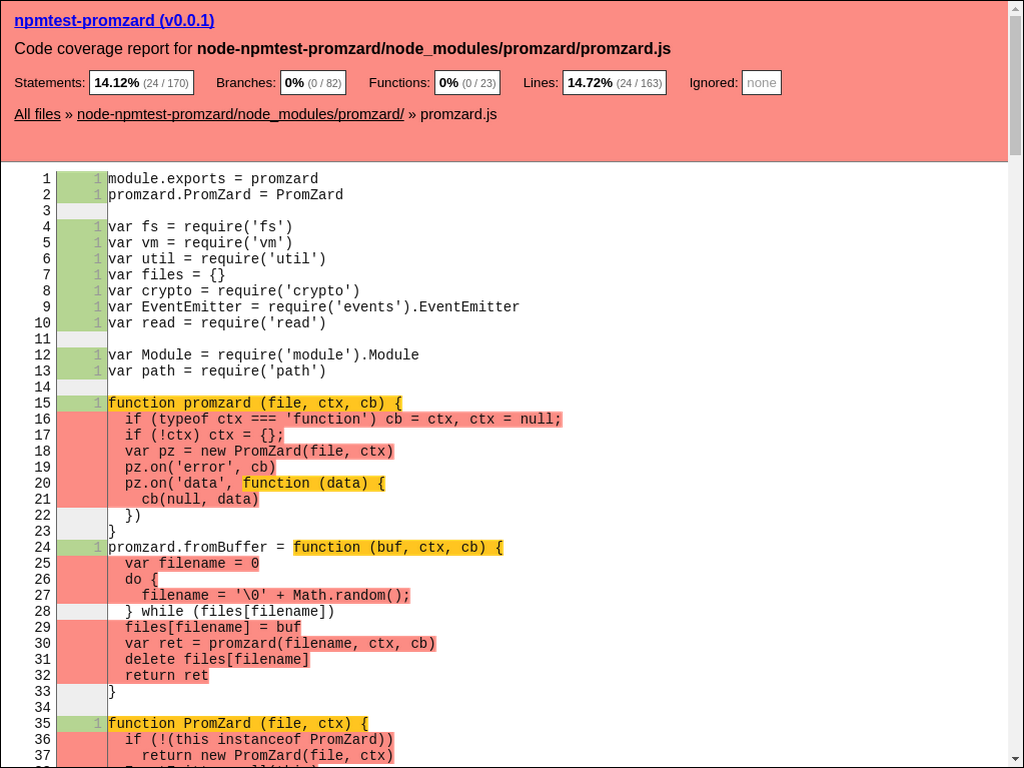 npmtest-promzard (v0.0.1)
Code coverage report for node-npmtest-promzard/node_modules/promzard/promzard.js
Statements: 14.12% (24 / 170) Branches: 0% (0 / 82) Functions: 0% (0 / 23) Lines: 14.72% (24 / 163) Ignored: none
All files » node-npmtest-promzard/node_modules/promzard/ » promzard.js
1 1 module.exports = promzard
2 1 promzard.PromZard = PromZard
3
4 1 var fs = require('fs')
5 1 var vm = require('vm')
6 1 var util = require('util')
7 1 var files = {}
8 1 var crypto = require('crypto')
9 1 var EventEmitter = require('events').EventEmitter
10 1 var read = require('read')
11
12 1 var Module = require('module').Module
13 1 var path = require('path')
14
15 1 function promzard (file, ctx, cb) {
16   if (typeof ctx === 'function') cb = ctx, ctx = null;
17   if (!ctx) ctx = {};
18   var pz = new PromZard(file, ctx)
19   pz.on('error', cb)
20   pz.on('data', function (data) {
21     cb(null, data)
22   })
23 }
24 1 promzard.fromBuffer = function (buf, ctx, cb) {
25   var filename = 0
26   do {
27     filename = '\0' + Math.random();
28   } while (files[filename])
29   files[filename] = buf
30   var ret = promzard(filename, ctx, cb)
31   delete files[filename]
32   return ret
33 }
34
35 1 function PromZard (file, ctx) {
36   if (!(this instanceof PromZard))
37     return new PromZard(file, ctx)